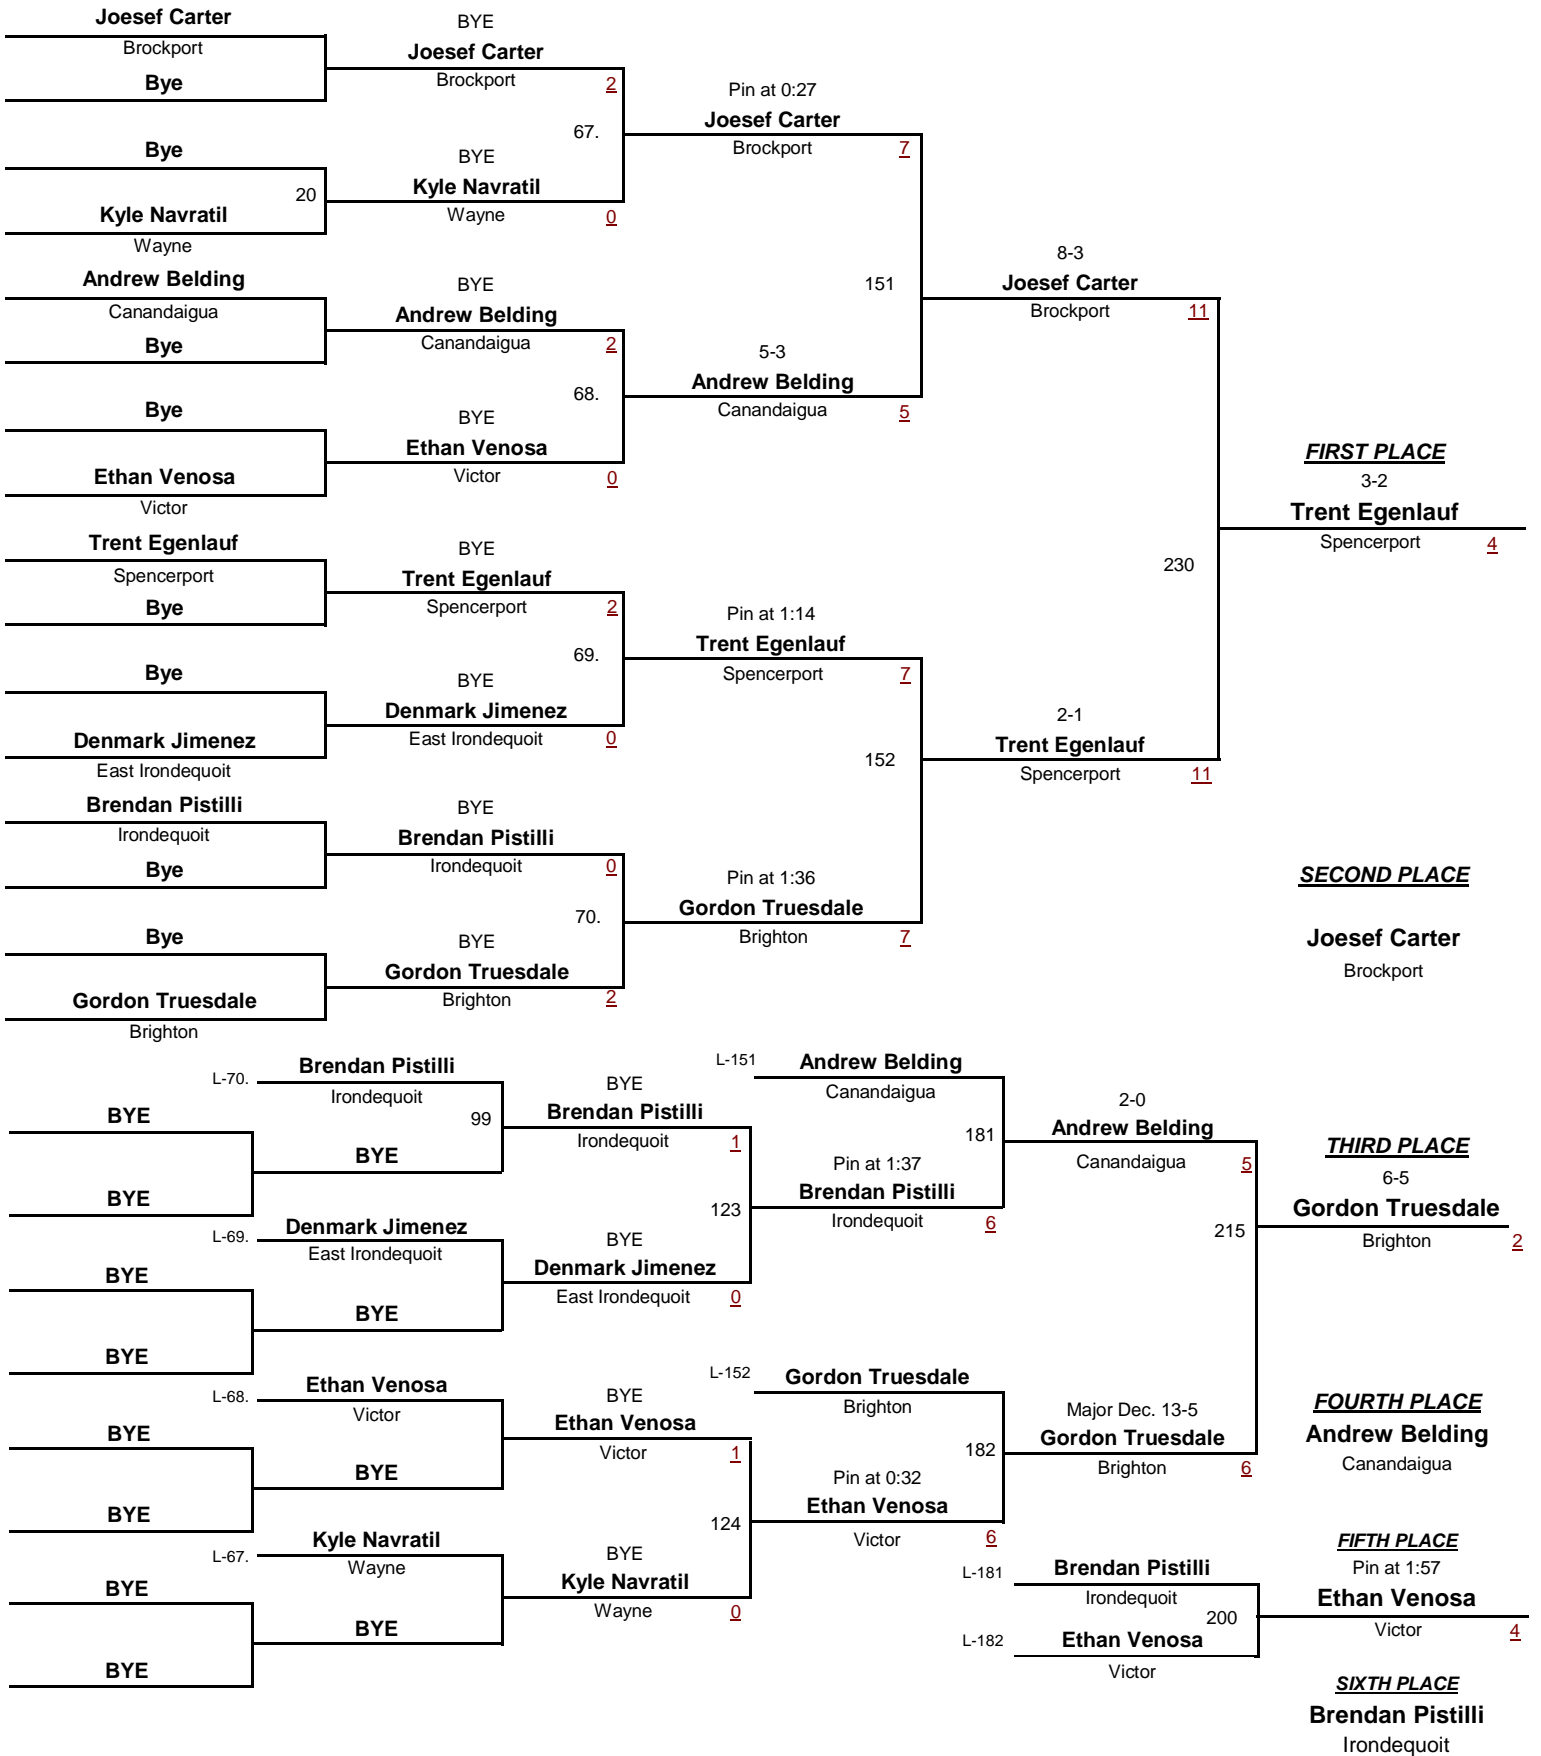 Joesef Carter
Brockport
Bye
Bye
20
Kyle Navratil
Wayne
Andrew Belding
Canandaigua
Bye
Bye
Ethan Venosa
Victor
Trent Egenlauf
Spencerport
Bye
Bye
Denmark Jimenez
East Irondequoit
Brendan Pistilli
Irondequoit
Bye
Bye
Gordon Truesdale
Brighton
BYE
Joesef Carter
Brockport 2
67.
BYE
Kyle Navratil
Wayne 0
BYE
Andrew Belding
Canandaigua 2
68.
BYE
Ethan Venosa
Victor 0
BYE
Trent Egenlauf
Spencerport 2
69.
BYE
Denmark Jimenez
East Irondequoit 0
BYE
Brendan Pistilli
Irondequoit 0
70.
BYE
Gordon Truesdale
Brighton 2
Pin at 0:27
Joesef Carter
Brockport 7
151
5-3
Andrew Belding
Canandaigua 5
Pin at 1:14
Trent Egenlauf
Spencerport 7
152
Pin at 1:36
Gordon Truesdale
Brighton 7
8-3
Joesef Carter
Brockport 11
230
2-1
Trent Egenlauf
Spencerport 11
FIRST PLACE
3-2
Trent Egenlauf
Spencerport 4
SECOND PLACE
Joesef Carter
Brockport
L-70. Brendan Pistilli
Irondequoit
99
BYE
BYE
BYE
L-69. Denmark Jimenez
East Irondequoit
BYE
BYE
BYE
L-68. Ethan Venosa
Victor
BYE
BYE
BYE
L-67. Kyle Navratil
Wayne
BYE
BYE
BYE
BYE
Brendan Pistilli
Irondequoit 1
123
BYE
Denmark Jimenez
East Irondequoit 0
BYE
Ethan Venosa
Victor 1
124
BYE
Kyle Navratil
Wayne 0
L-151 Andrew Belding
Canandaigua
181
Pin at 1:37
Brendan Pistilli
Irondequoit 6
L-152 Gordon Truesdale
Brighton
182
Pin at 0:32
Ethan Venosa
Victor 6
2-0
Andrew Belding
Canandaigua 5
215
Major Dec. 13-5
Gordon Truesdale
Brighton 6
L-181 Brendan Pistilli
Irondequoit
200
L-182 Ethan Venosa
Victor
THIRD PLACE
6-5
Gordon Truesdale
Brighton 2
FOURTH PLACE
Andrew Belding
Canandaigua
FIFTH PLACE
Pin at 1:57
Ethan Venosa
Victor 4
SIXTH PLACE
Brendan Pistilli
Irondequoit